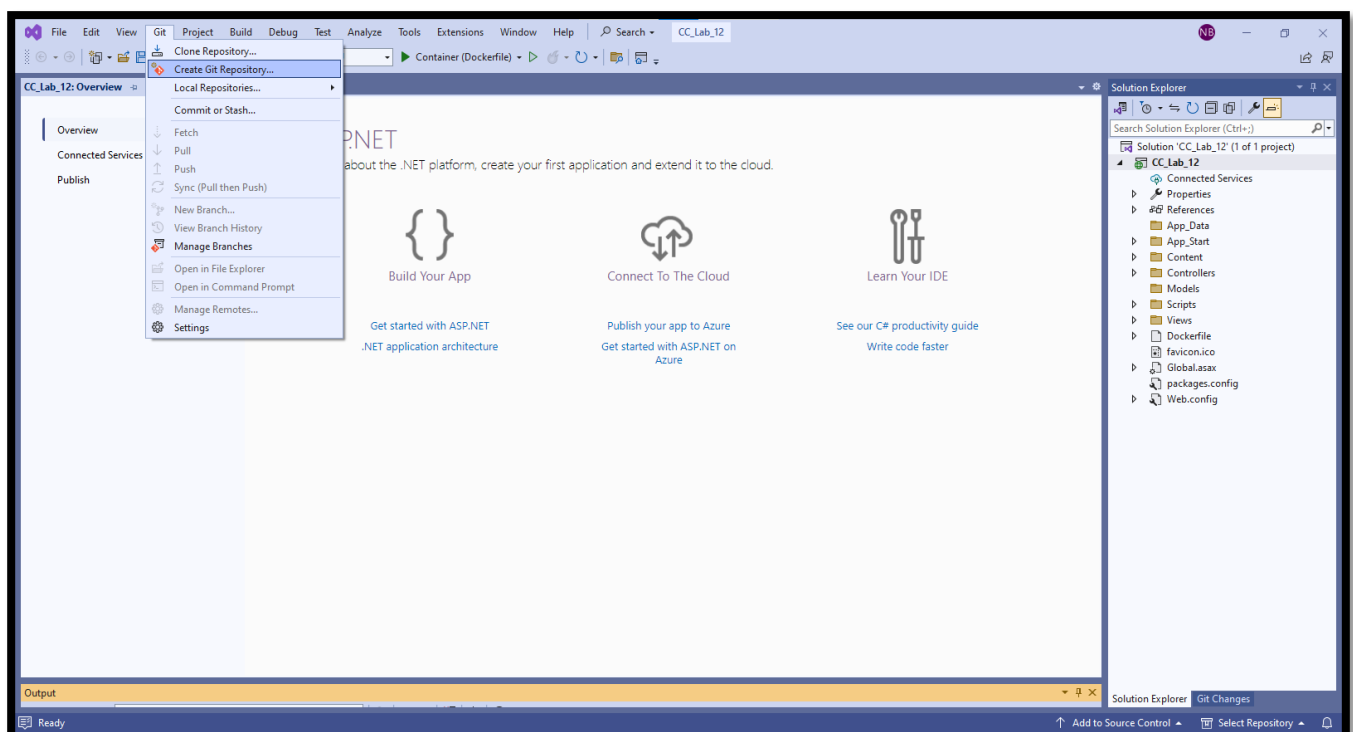 File Edit View Git Project Build Debug Test Analyze Tools Extensions Window Help Search CC_Lab_12 NB
Container (Dockerfile)
Clone Repository...
Create Git Repository...
Local Repositories...
Commit or Stash...
Fetch
Pull
Push
Sync (Pull then Push)
New Branch...
View Branch History
Manage Branches
Open in File Explorer
Open in Command Prompt
Manage Remotes...
Settings
CC_Lab_12: Overview
Overview
Connected Services
Publish
P.NET
about the .NET platform, create your first application and extend it to the cloud.
Build Your App
Get started with ASP.NET
.NET application architecture
Connect To The Cloud
Publish your app to Azure
Get started with ASP.NET on
Azure
Learn Your IDE
See our C# productivity guide
Write code faster
Solution Explorer
Search Solution Explorer (Ctrl+;)
Solution 'CC_Lab_12' (1 of 1 project)
CC_Lab_12
Connected Services
Properties
References
App_Data
App_Start
Content
Controllers
Models
Scripts
Views
Dockerfile
favicon.ico
Global.asax
packages.config
Web.config
Output
Solution Explorer Git Changes
Ready Add to Source Control Select Repository